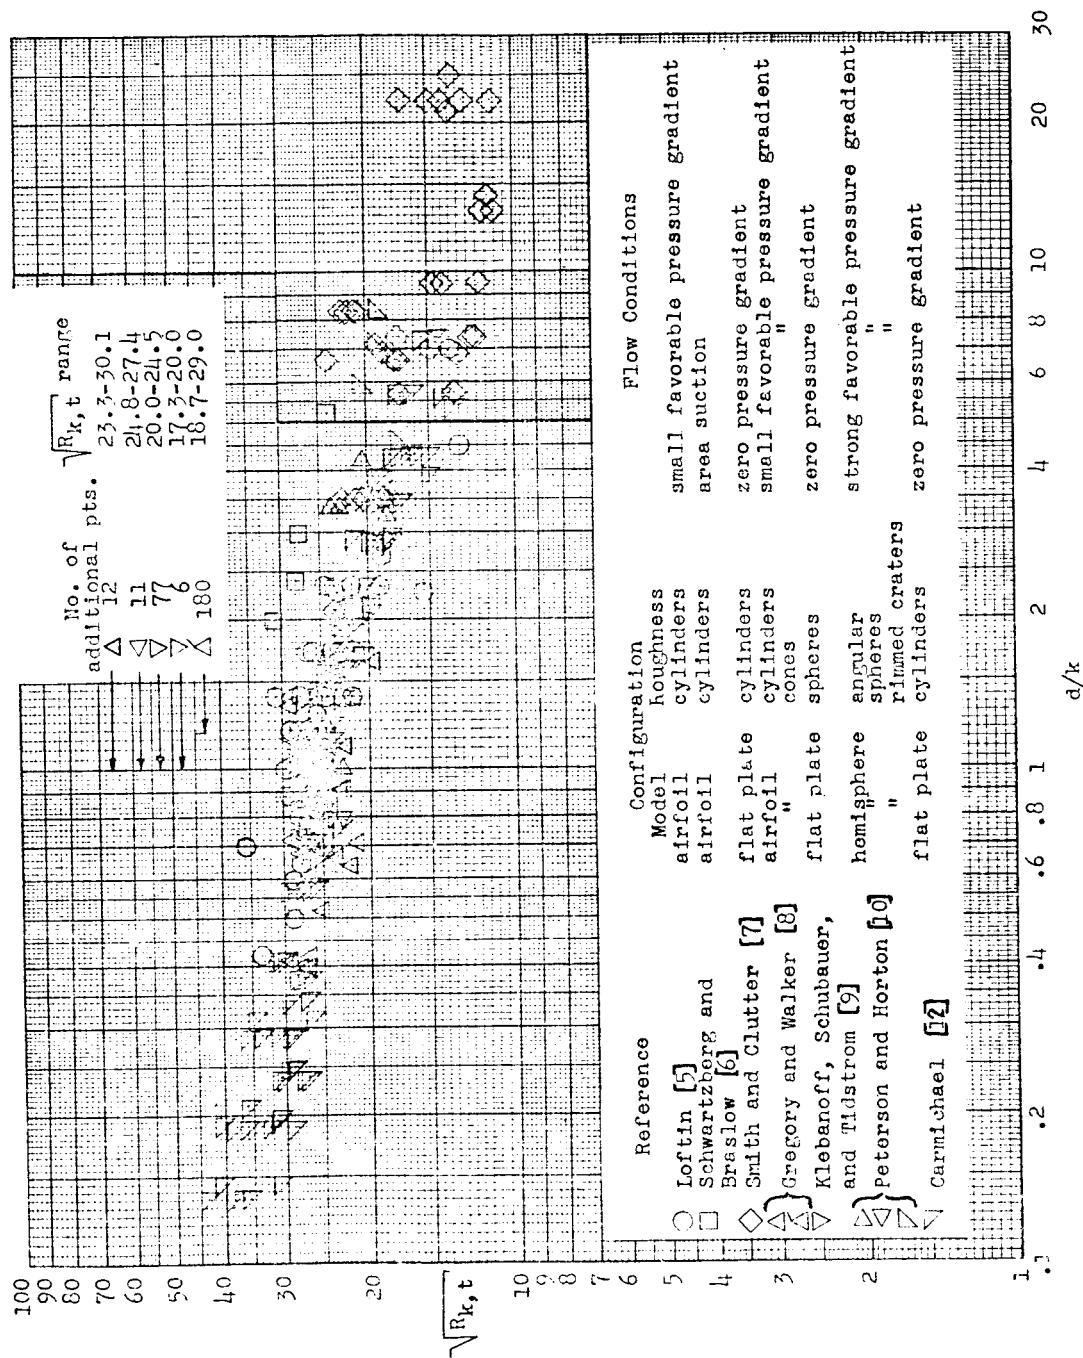 No. of
additional pts. √Rk,t range
12 23.3-30.1
11 24.8-27.4
77 20.0-24.5
6 17.3-20.0
180 18.7-29.0
100
90
80
70
60
50
40
30
20
10
9
8
7
6
5
4
3
2
1
√Rk,t
Reference Configuration Flow Conditions
Model Roughness
Loftin [5] airfoil cylinders small favorable pressure gradient
Schwartzberg and Braslow [6] airfoil cylinders area suction
Smith and Clutter [7] flat plate cylinders zero pressure gradient
Gregory and Walker [8] airfoil cylinders small favorable pressure gradient
" cones "
Klebanoff, Schubauer, and Tidstrom [9] flat plate spheres zero pressure gradient
Peterson and Horton [10] hemisphere angular strong favorable pressure gradient
" spheres "
" rimmed craters "
Carmichael [12] flat plate cylinders zero pressure gradient
.1 .2 .4 .6 .8 1 2 4 6 8 10 20 30
d/k